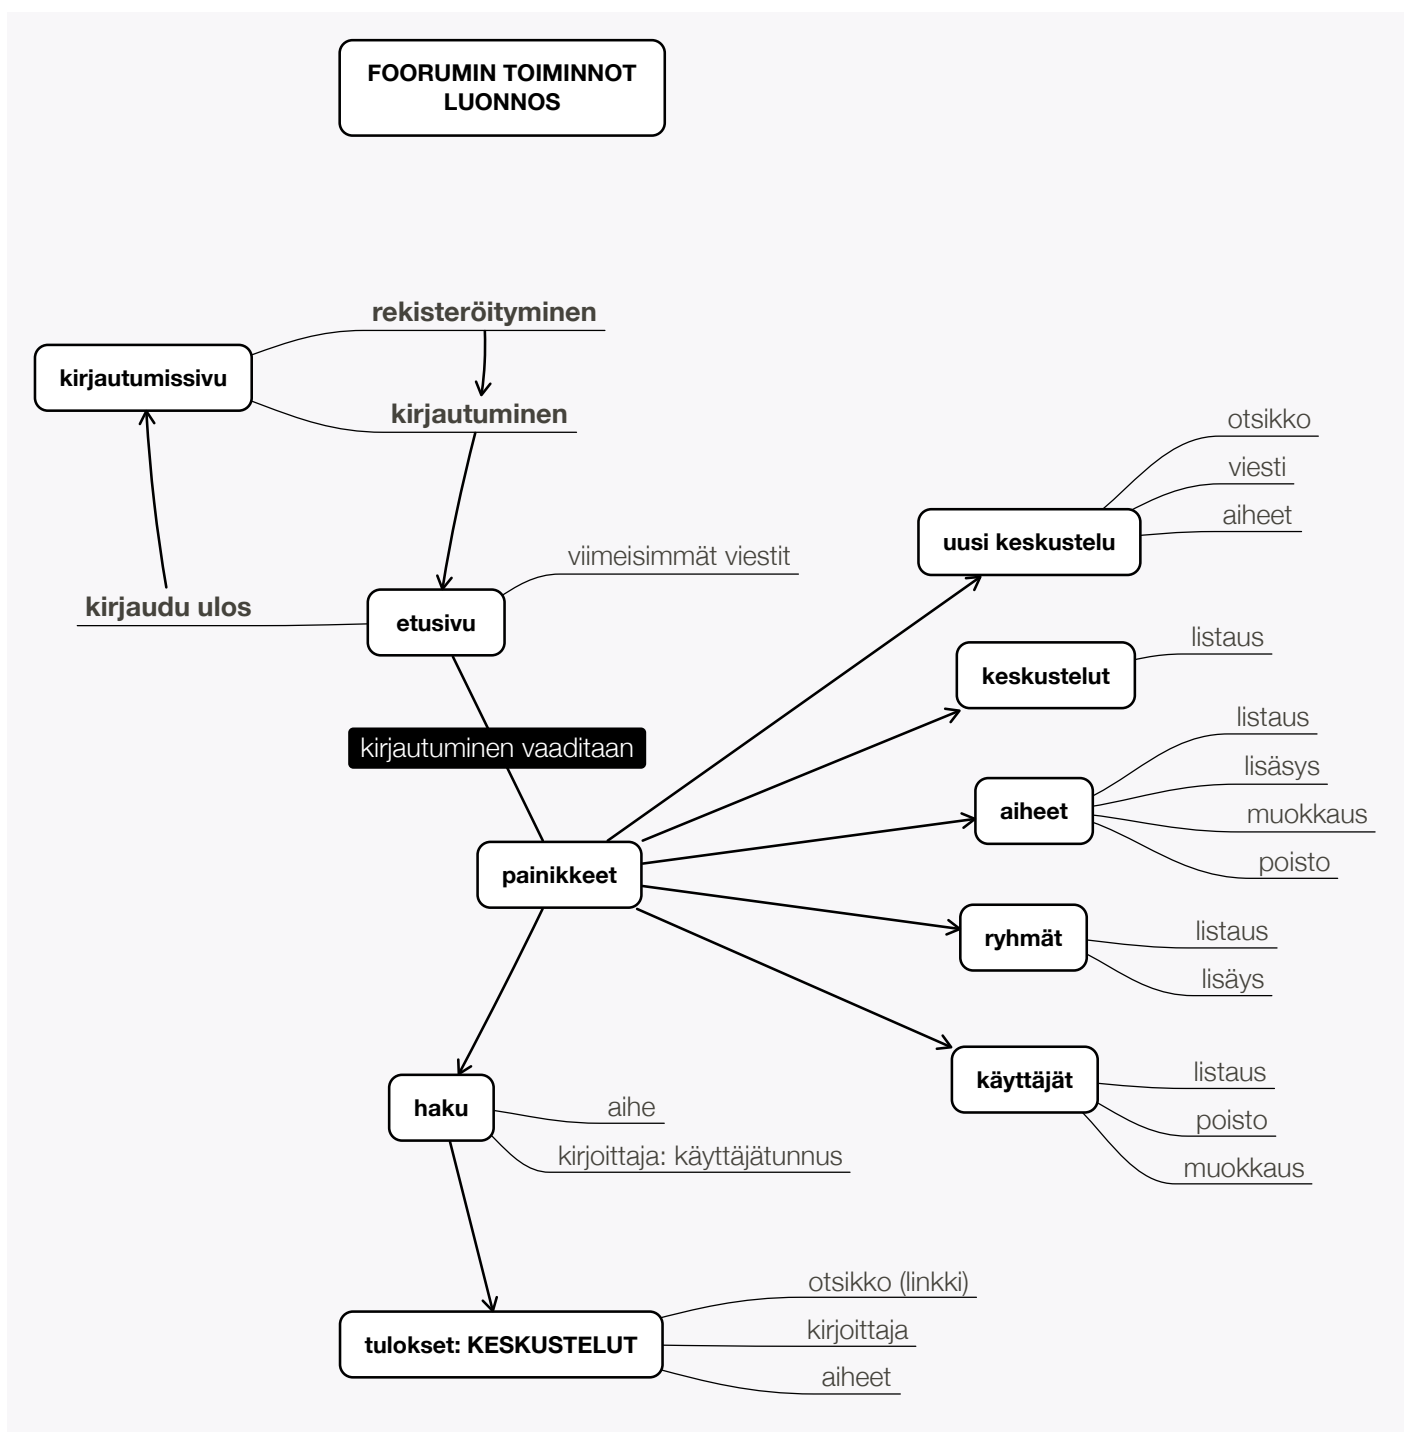 FOORUMIN TOIMINNOT
LUONNOS
rekisteröityminen
kirjautumissivu
kirjautuminen
otsikko
viesti
aiheet
uusi keskustelu
viimeisimmät viestit
kirjaudu ulos
etusivu
listaus
keskustelut
kirjautuminen vaaditaan
listaus
lisäsys
aiheet
muokkaus
poisto
painikkeet
listaus
ryhmät
lisäys
listaus
käyttäjät
poisto
muokkaus
haku
aihe
kirjoittaja: käyttäjätunnus
otsikko (linkki)
kirjoittaja
tulokset: KESKUSTELUT
aiheet